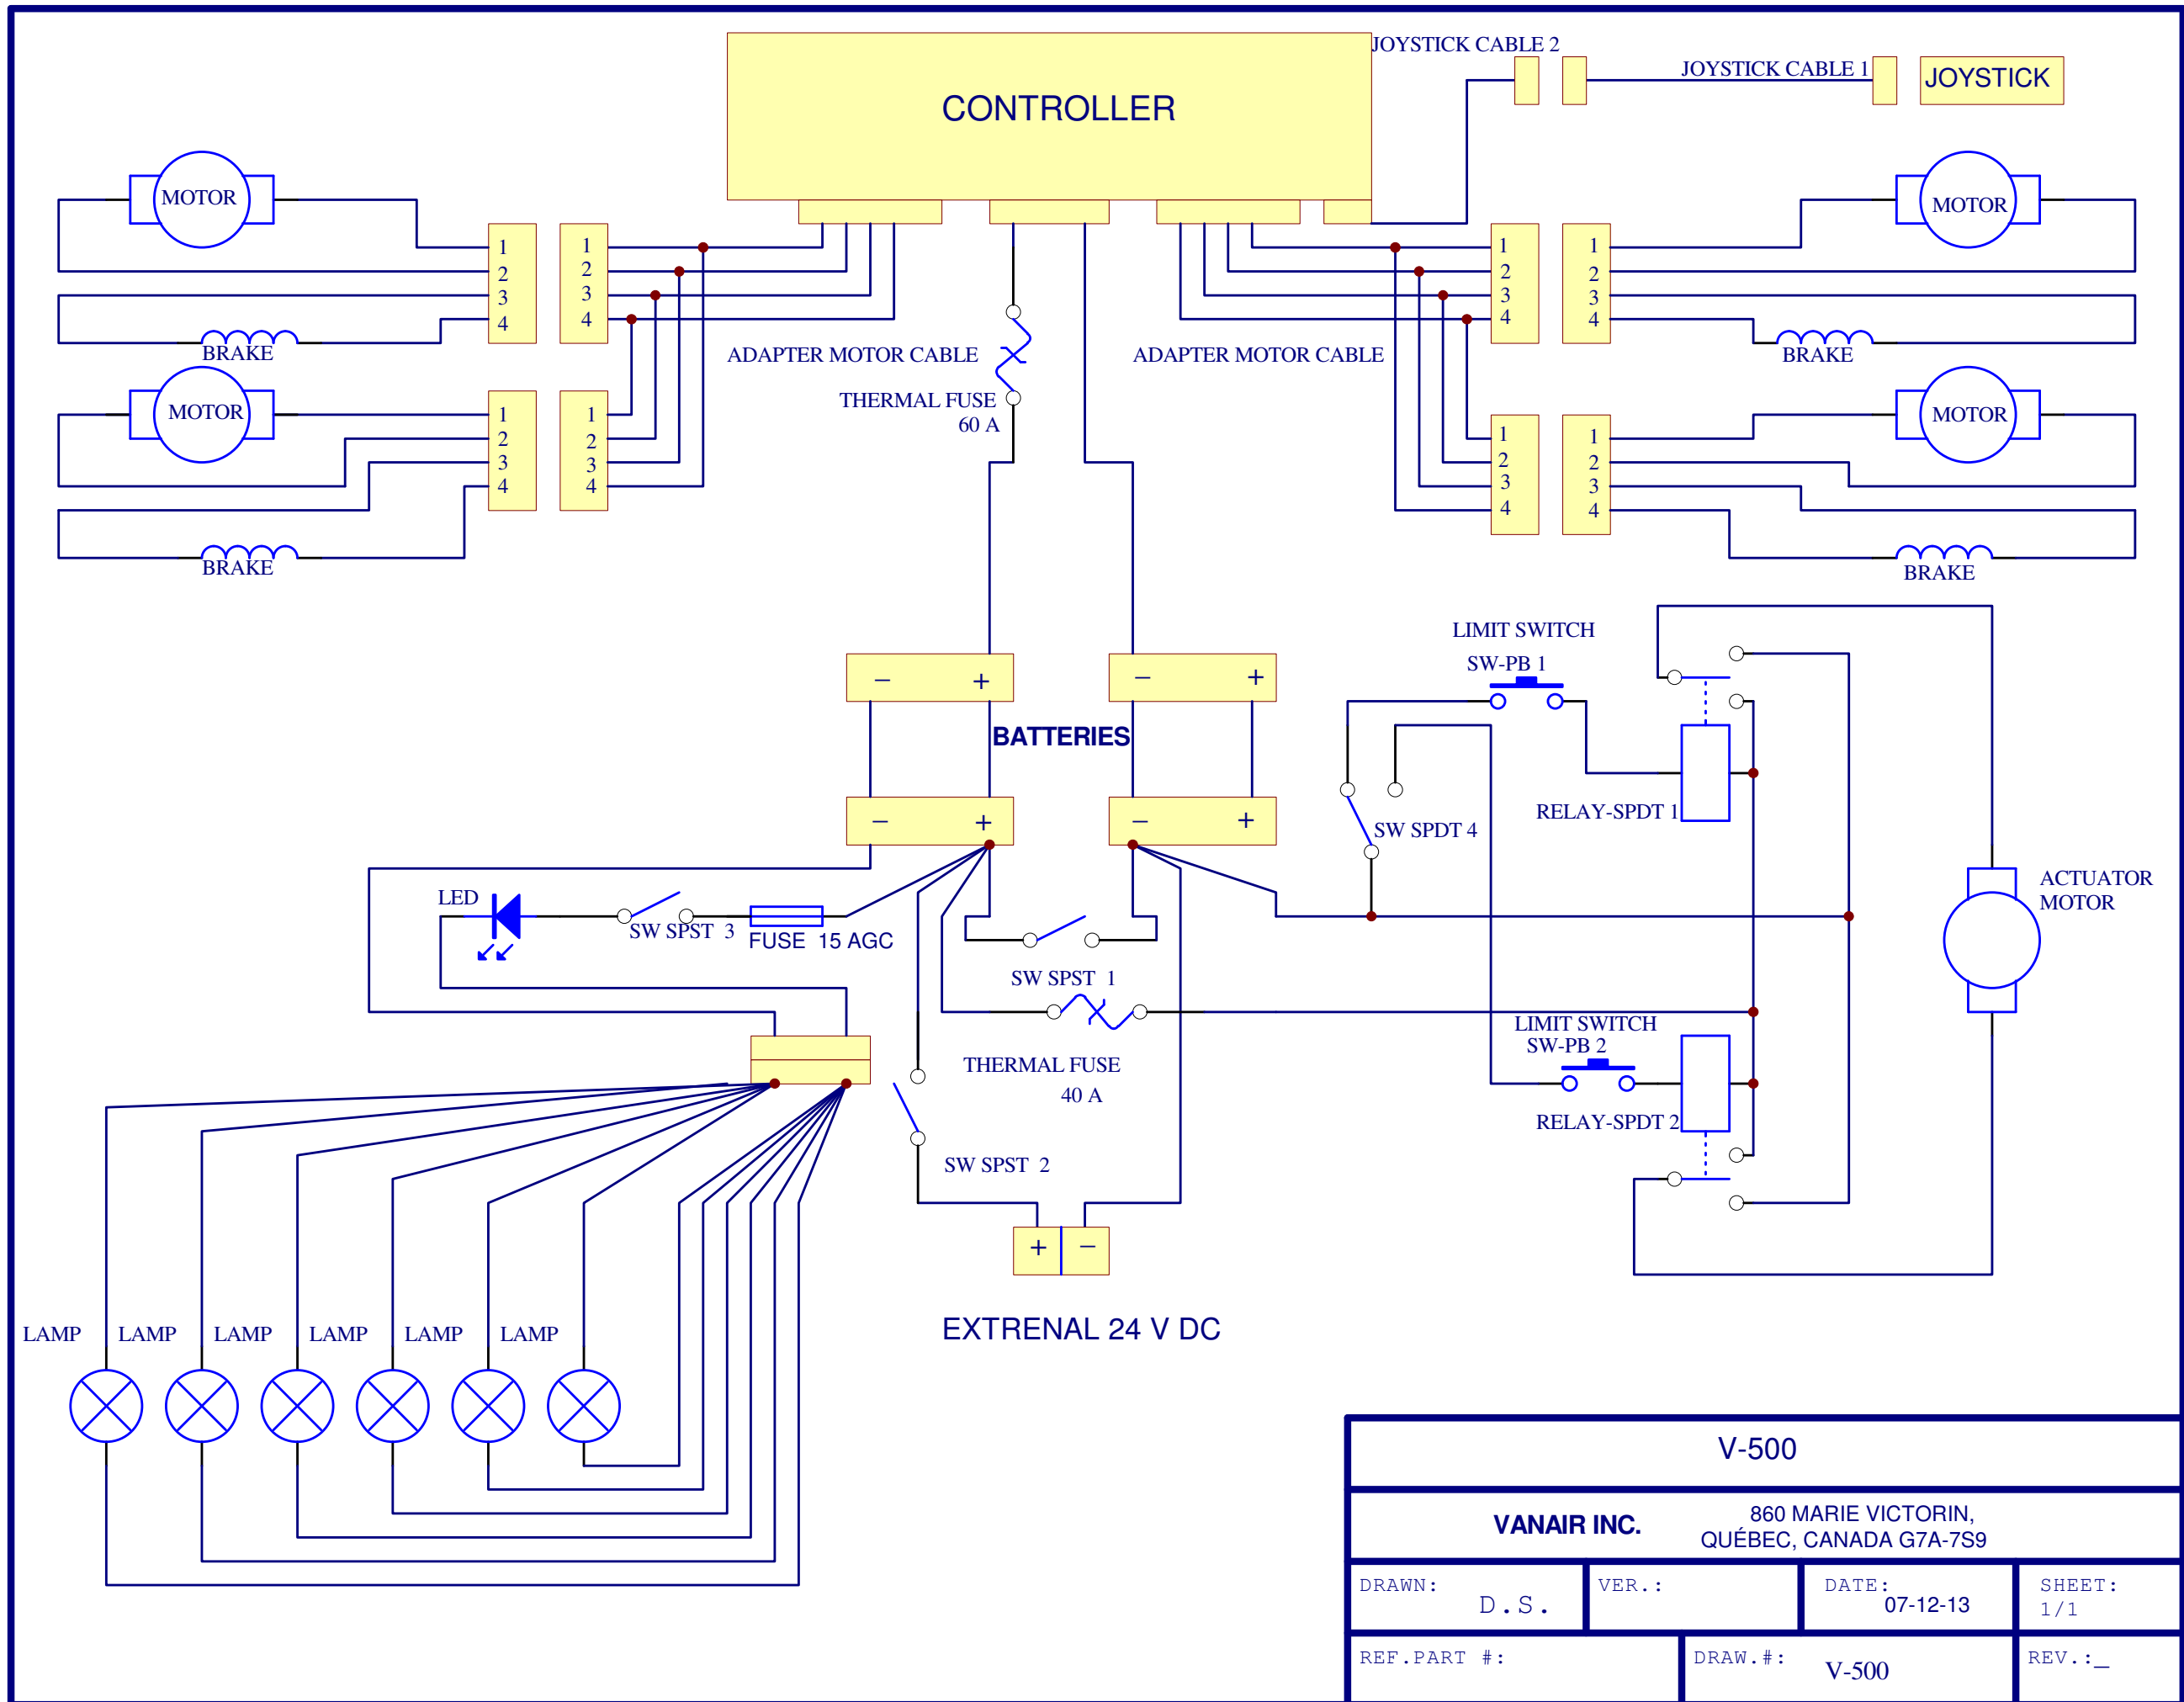 JOYSTICK CABLE 2
JOYSTICK CABLE 1
JOYSTICK
CONTROLLER
MOTOR
MOTOR
1
2
3
4
1
2
3
4
1
2
3
4
1
2
3
4
BRAKE
ADAPTER MOTOR CABLE
ADAPTER MOTOR CABLE
BRAKE
THERMAL FUSE
60 A
MOTOR
MOTOR
1
2
3
4
1
2
3
4
1
2
3
4
1
2
3
4
BRAKE
BRAKE
LIMIT SWITCH
SW-PB 1
− +
− +
BATTERIES
− +
− +
RELAY-SPDT 1
SW SPDT 4
LED
SW SPST 3
FUSE 15 AGC
ACTUATOR
MOTOR
SW SPST 1
LIMIT SWITCH
SW-PB 2
THERMAL FUSE
40 A
RELAY-SPDT 2
SW SPST 2
+ −
EXTRENAL 24 V DC
LAMP LAMP LAMP LAMP LAMP LAMP
V-500
VANAIR INC.
860 MARIE VICTORIN,
QUÉBEC, CANADA G7A-7S9
DRAWN: D.S.
VER.:
DATE: 07-12-13
SHEET: 1/1
REF.PART #:
DRAW.#: V-500
REV.:_